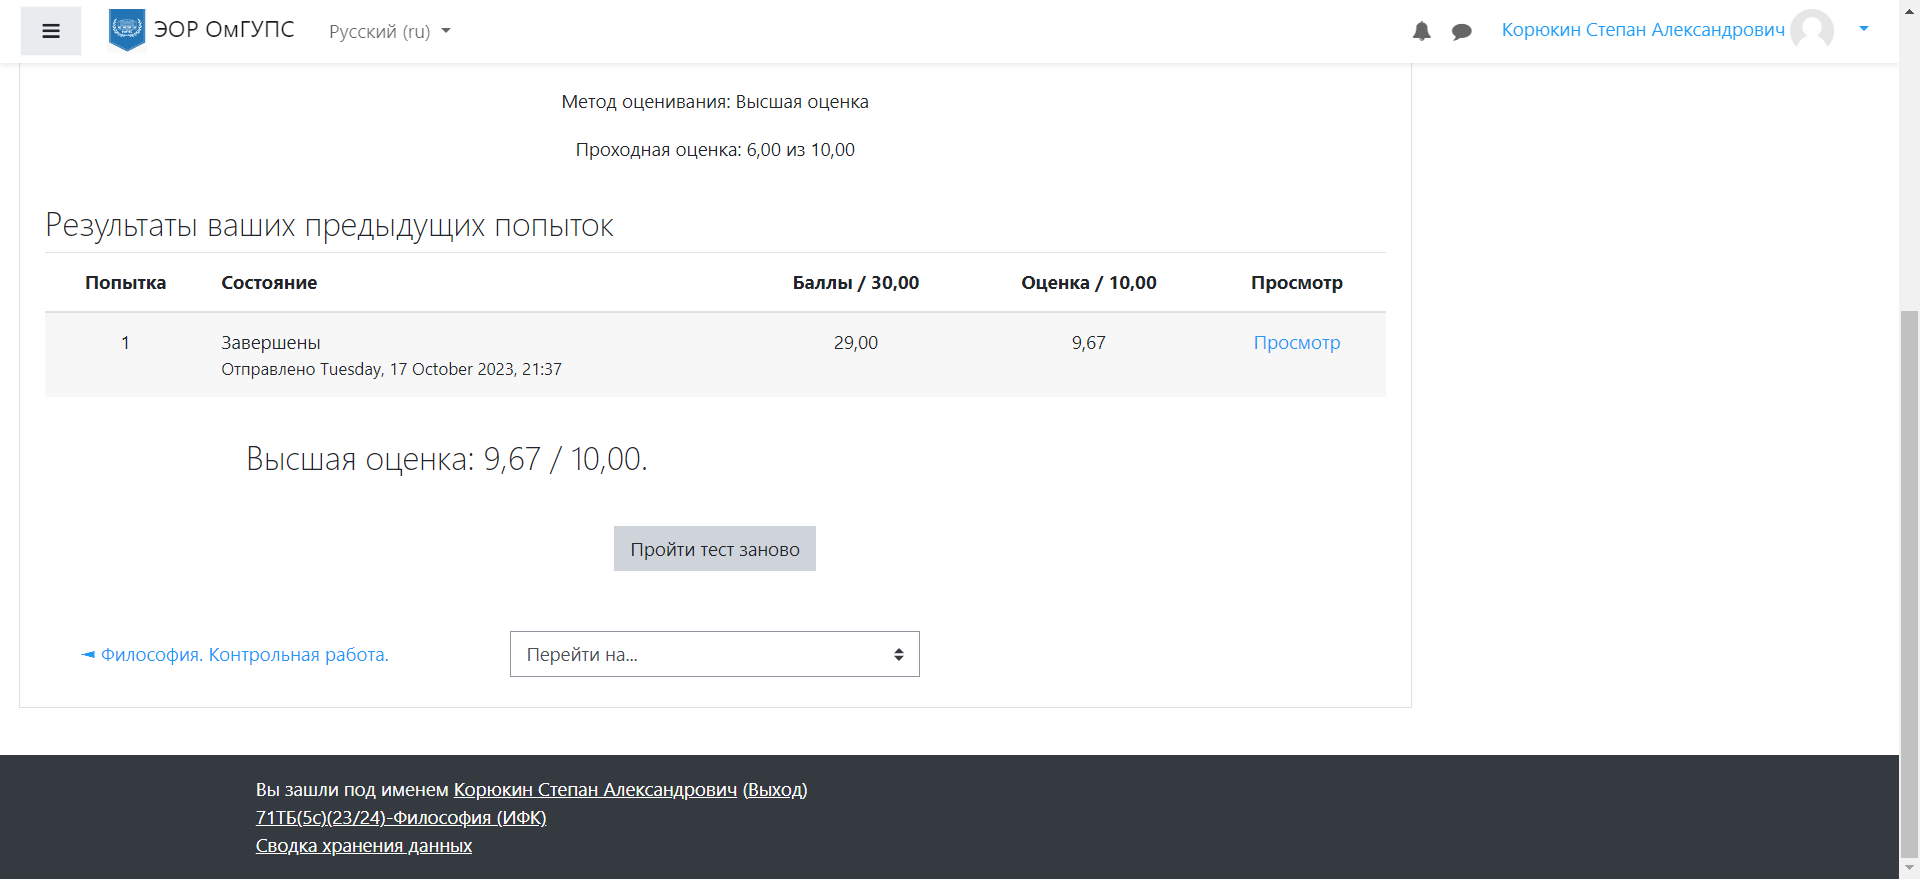 ЭОР ОмГУПС Русский (ru) Корюкин Степан Александрович
Метод оценивания: Высшая оценка
Проходная оценка: 6,00 из 10,00
Результаты ваших предыдущих попыток
Попытка Состояние Баллы / 30,00 Оценка / 10,00 Просмотр
1 Завершены 29,00 9,67 Просмотр
Отправлено Tuesday, 17 October 2023, 21:37
Высшая оценка: 9,67 / 10,00.
Пройти тест заново
◄ Философия. Контрольная работа. Перейти на...
Вы зашли под именем Корюкин Степан Александрович (Выход)
71ТБ(5с)(23/24)-Философия (ИФК)
Сводка хранения данных